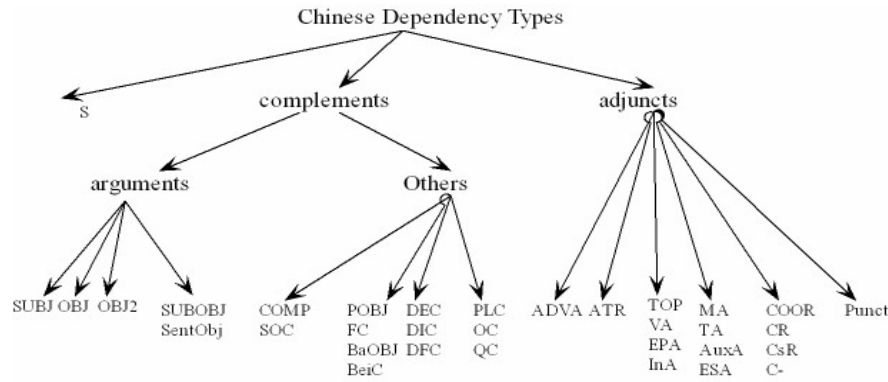 Chinese Dependency Types
S
complements
adjuncts
arguments
Others
SUBJ OBJ OBJ2 SUBOBJ COMP POBJ DEC PLC ADVA ATR TOP MA COOR Punct
SentObj SOC FC DIC OC VA TA CR
BaOBJ DFC QC EPA AuxA CsR
BeiC InA ESA C-